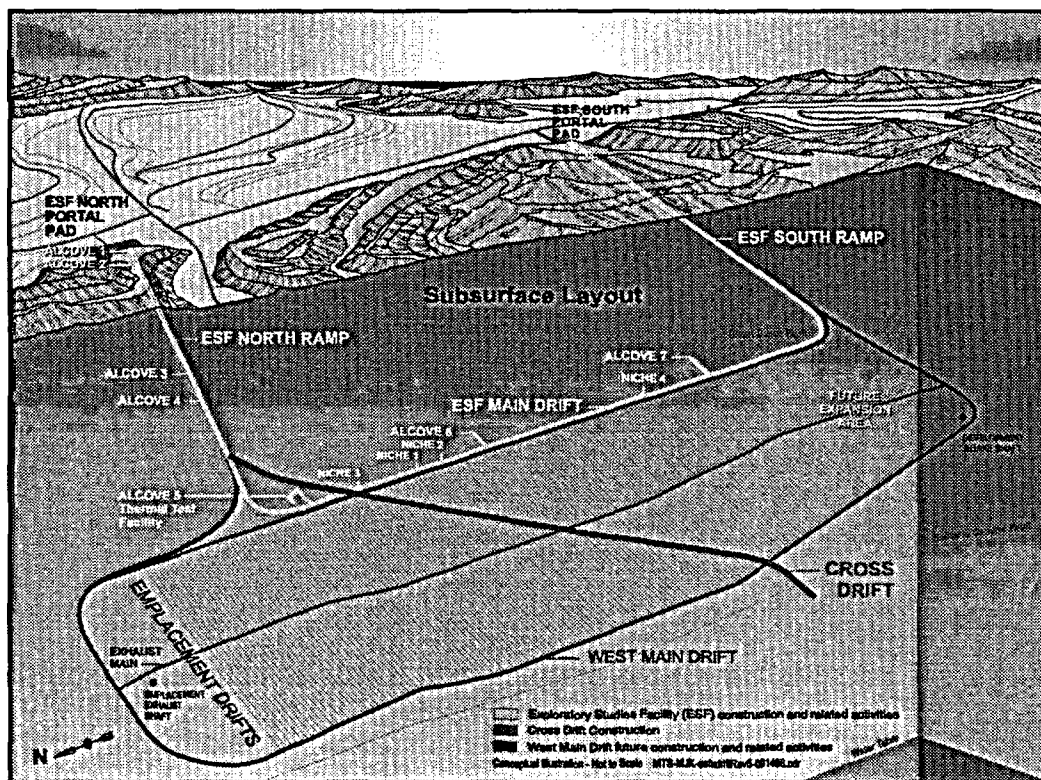 ESF SOUTH
PORTAL
PAD
ESF NORTH
PORTAL
PAD
ALCOVE 1
ALCOVE 2
ESF SOUTH RAMP
Subsurface Layout
ESF NORTH RAMP
ALCOVE 3
ALCOVE 7
NICHE 4
ALCOVE 4
ESF MAIN DRIFT
FUTURE
EXPANSION
AREA
ALCOVE 6
NICHE 2
NICHE 1
NICHE 3
ALCOVE 5
Thermal Test
Facility
CROSS
DRIFT
EMPLACEMENT DRIFTS
EXHAUST
MAIN
WEST MAIN DRIFT
EMPLACEMENT
EXHAUST
SHAFT
N
Exploratory Studies Facility (ESF) construction and related activities
Cross Drift Construction
West Main Drift future construction and related activities
Water Table
Conceptual Illustration - Not to Scale